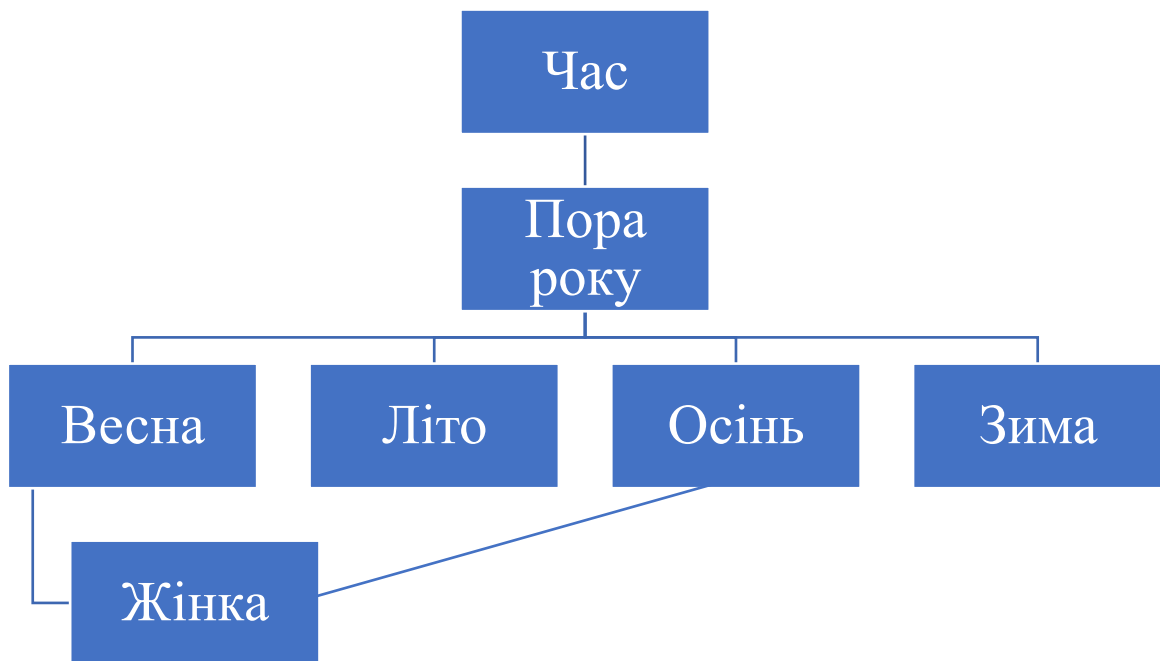 Час
Пора
року
Весна
Літо
Осінь
Зима
Жінка